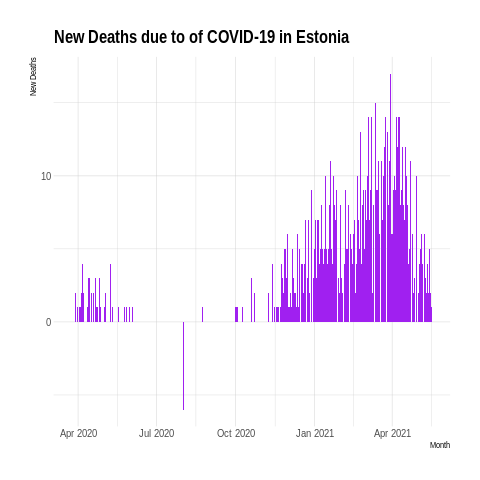 New Deaths due to of COVID-19 in Estonia
New Deaths
10
0
Apr 2020 Jul 2020 Oct 2020 Jan 2021 Apr 2021
Month